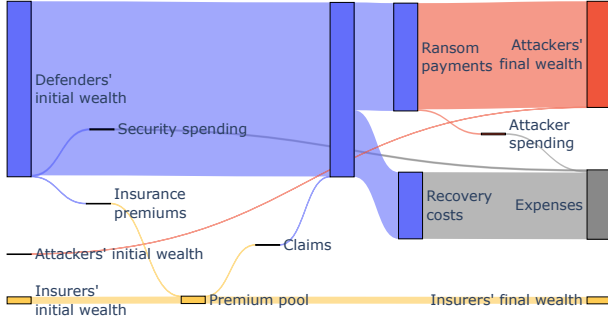 Defenders'
initial wealth
Security spending
Insurance
premiums
Attackers' initial wealth
Insurers'
initial wealth
Premium pool
Claims
Ransom
payments
Recovery
costs
Attackers'
final wealth
Attacker
spending
Expenses
Insurers' final wealth